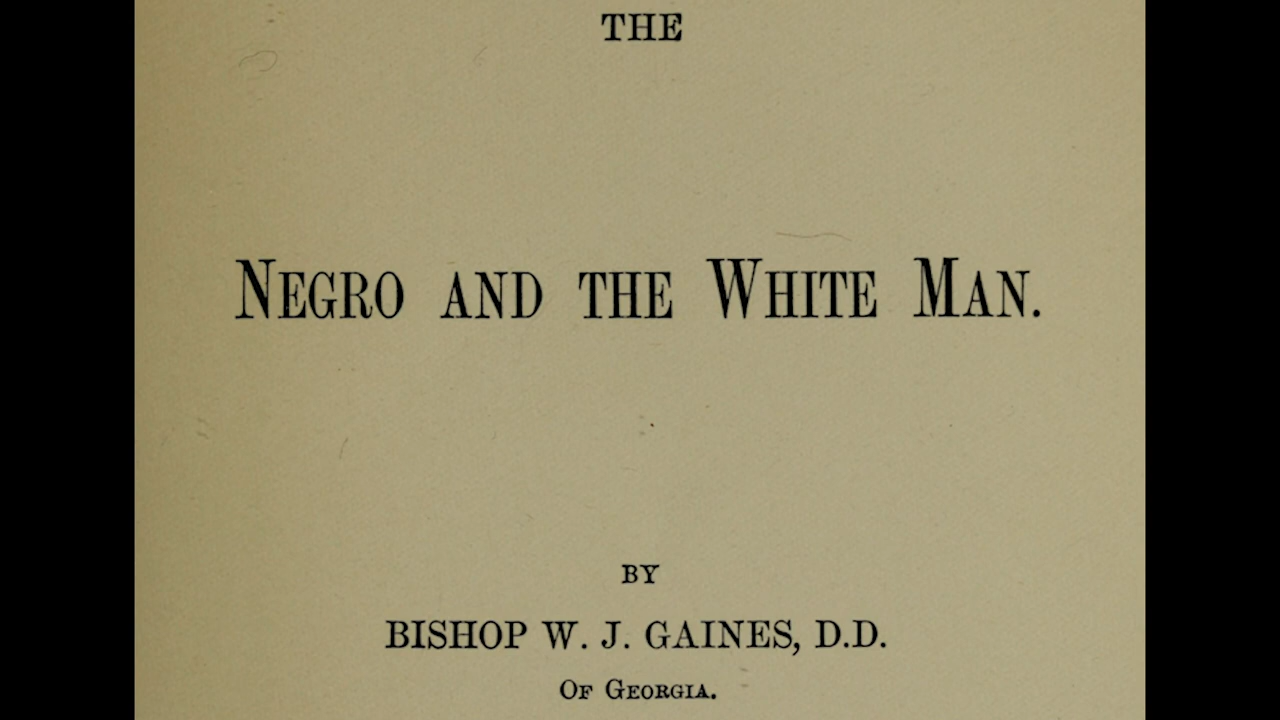 THE
NEGRO AND THE WHITE MAN.
BY
BISHOP W. J. GAINES, D.D.
OF GEORGIA.